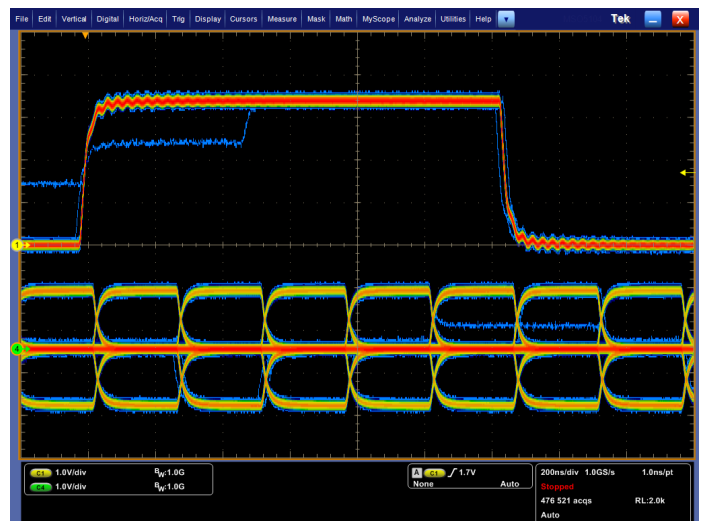 File Edit Vertical Digital Horiz/Acq Trig Display Cursors Measure Mask Math MyScope Analyze Utilities Help Tek X
1
4
C1 1.0V/div BW:1.0G
C4 1.0V/div BW:1.0G
A C1 1.7V
None Auto
200ns/div 1.0GS/s 1.0ns/pt
Stopped
476 521 acqs RL:2.0k
Auto